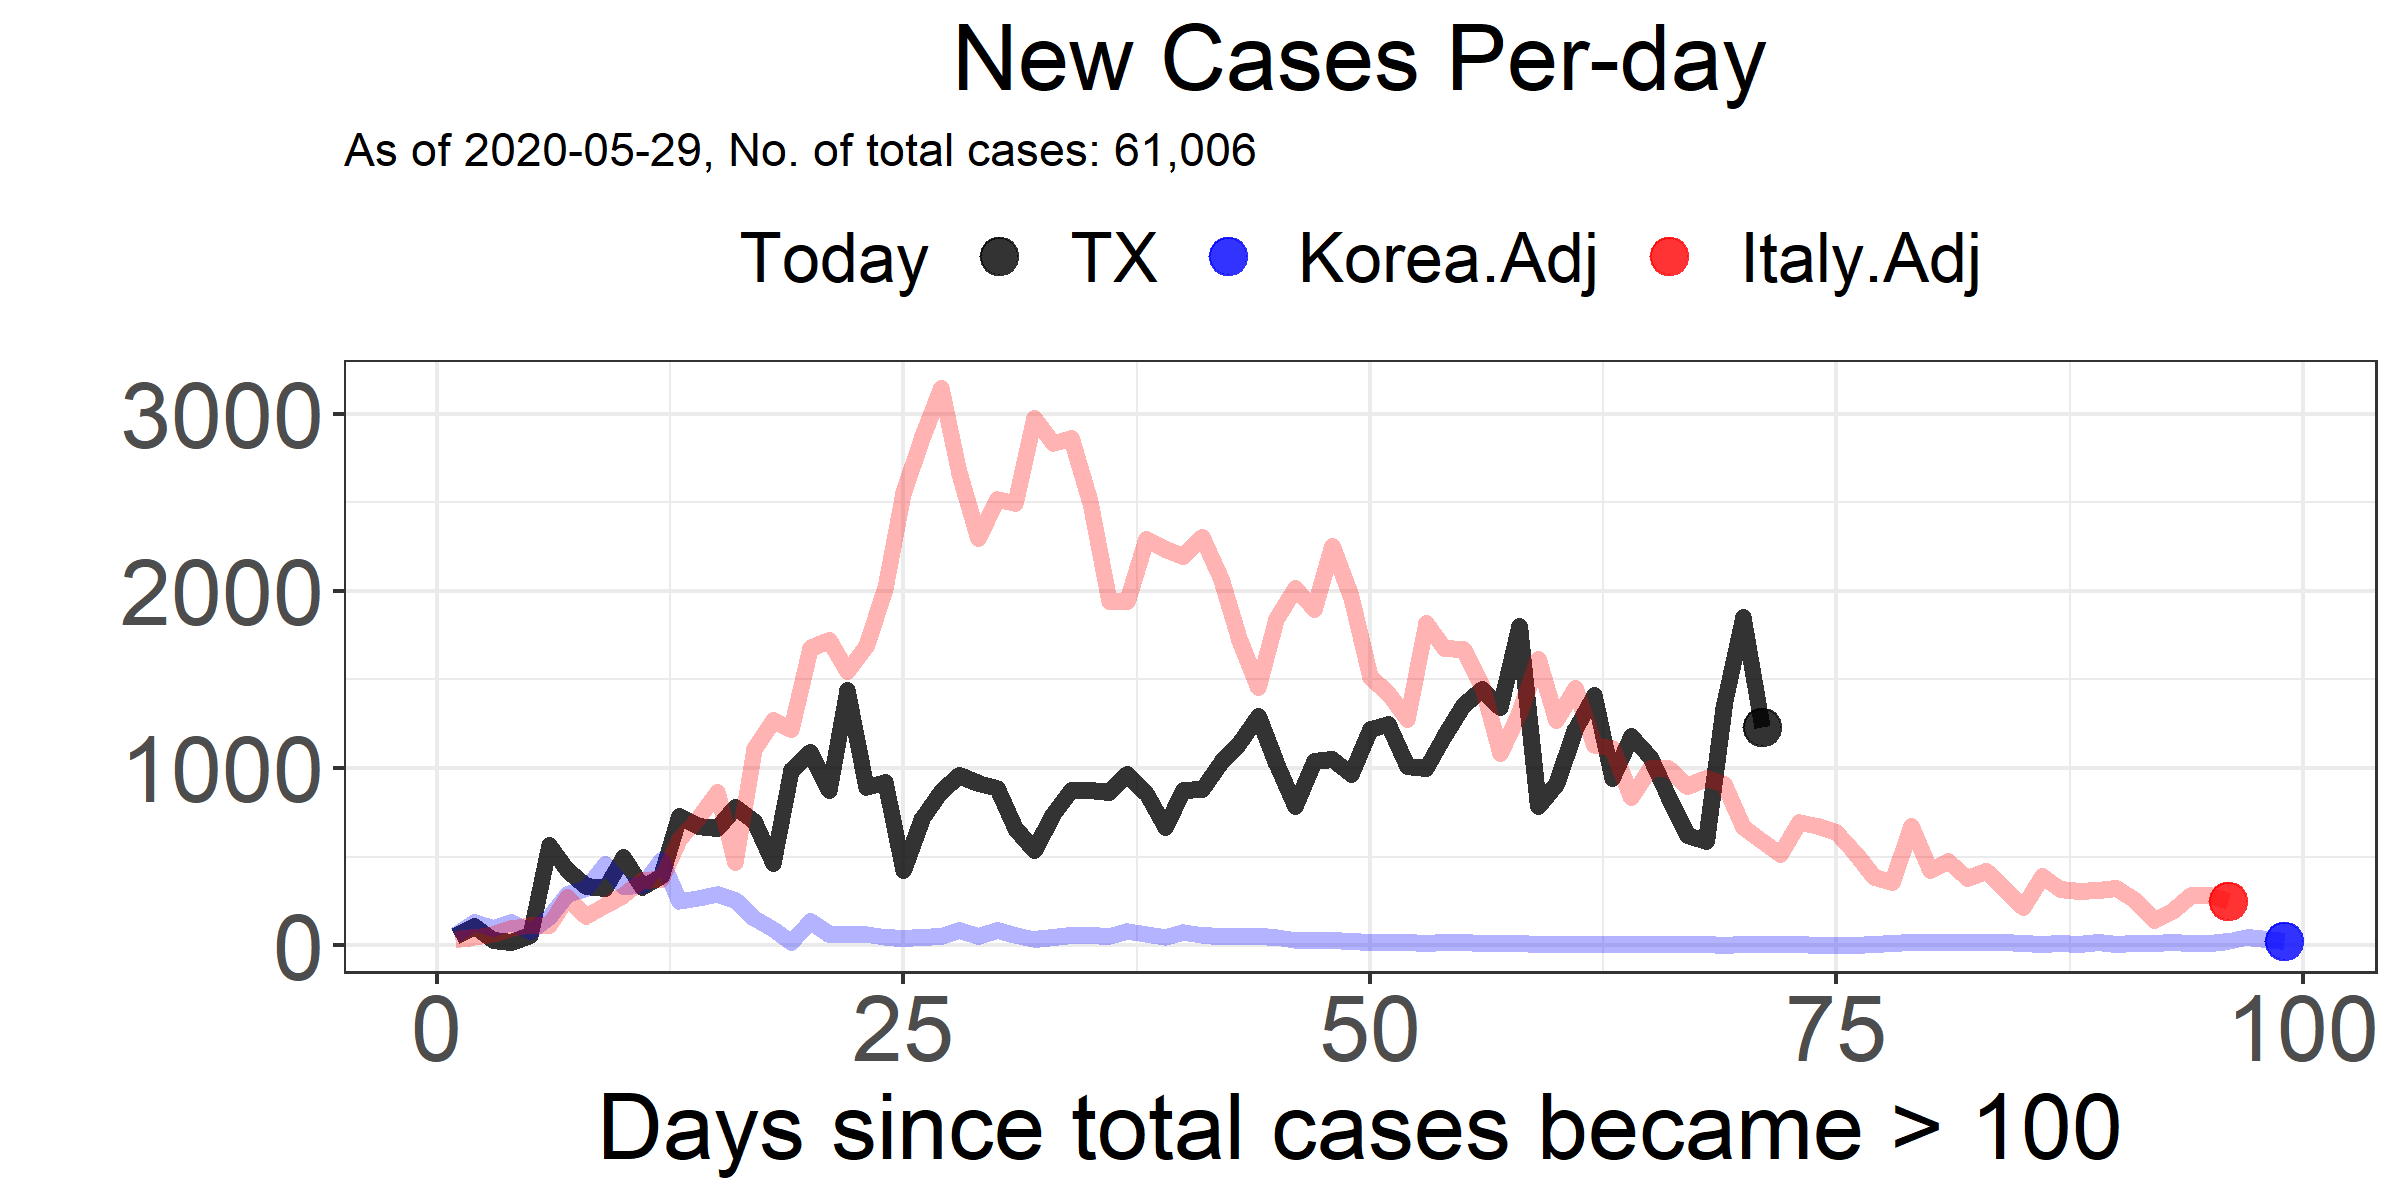 New Cases Per-day
As of 2020-05-29, No. of total cases: 61,006
Today TX Korea.Adj Italy.Adj
3000
2000
1000
0
0 25 50 75 100
Days since total cases became > 100